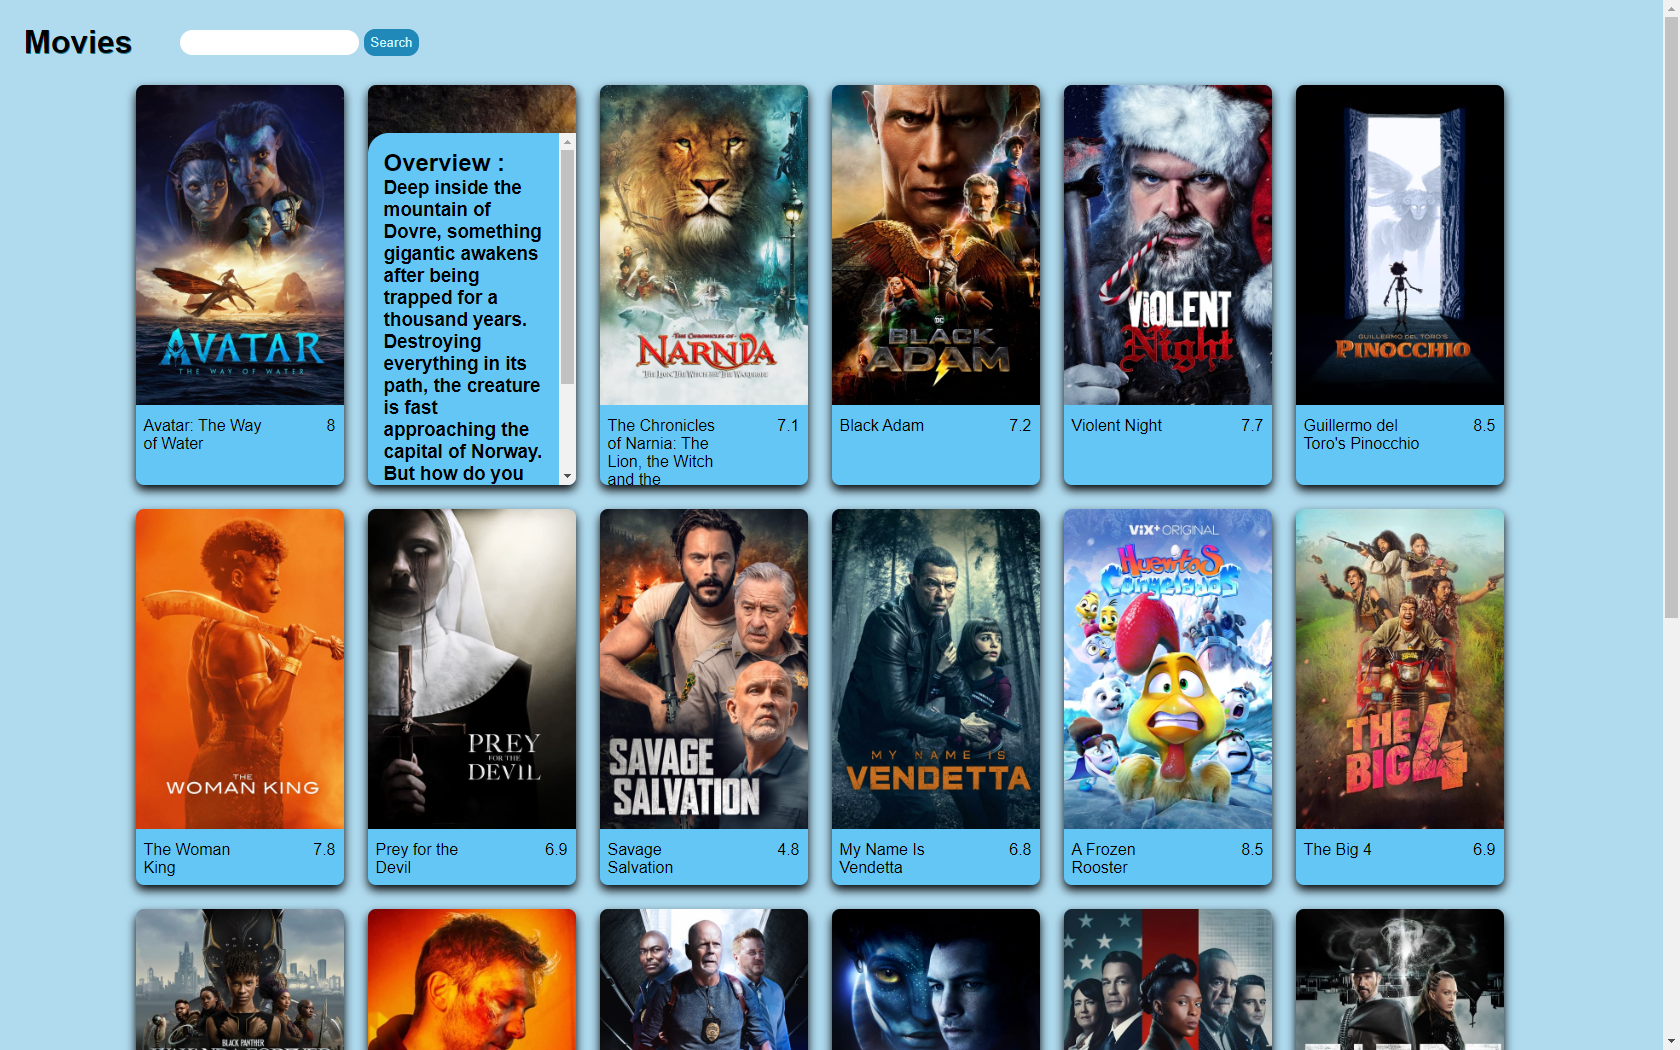 Movies
Search
Overview :
Deep inside the
mountain of
Dovre, something
gigantic awakens
after being
trapped for a
thousand years.
Destroying
everything in its
path, the creature
is fast
approaching the
capital of Norway.
But how do you
AVATAR
THE WAY OF WATER
Avatar: The Way
of Water
8
THE CHRONICLES OF
NARNIA
THE LION, THE WITCH AND THE WARDROBE
The Chronicles
of Narnia: The
Lion, the Witch
and the
7.1
DC
BLACK
ADAM
Black Adam
7.2
VIOLENT
Night
Violent Night
7.7
GUILLERMO DEL TORO'S
PINOCCHIO
Guillermo del
Toro's Pinocchio
8.5
THE
WOMAN KING
The Woman
King
7.8
PREY
FOR THE
DEVIL
Prey for the
Devil
6.9
SAVAGE
SALVATION
Savage
Salvation
4.8
MY NAME IS
VENDETTA
My Name Is
Vendetta
6.8
ViX+ ORIGINAL
Huevitos
Congelados
A Frozen
Rooster
8.5
THE
BIG 4
The Big 4
6.9
BLACK PANTHER
WAKANDA FOREVER